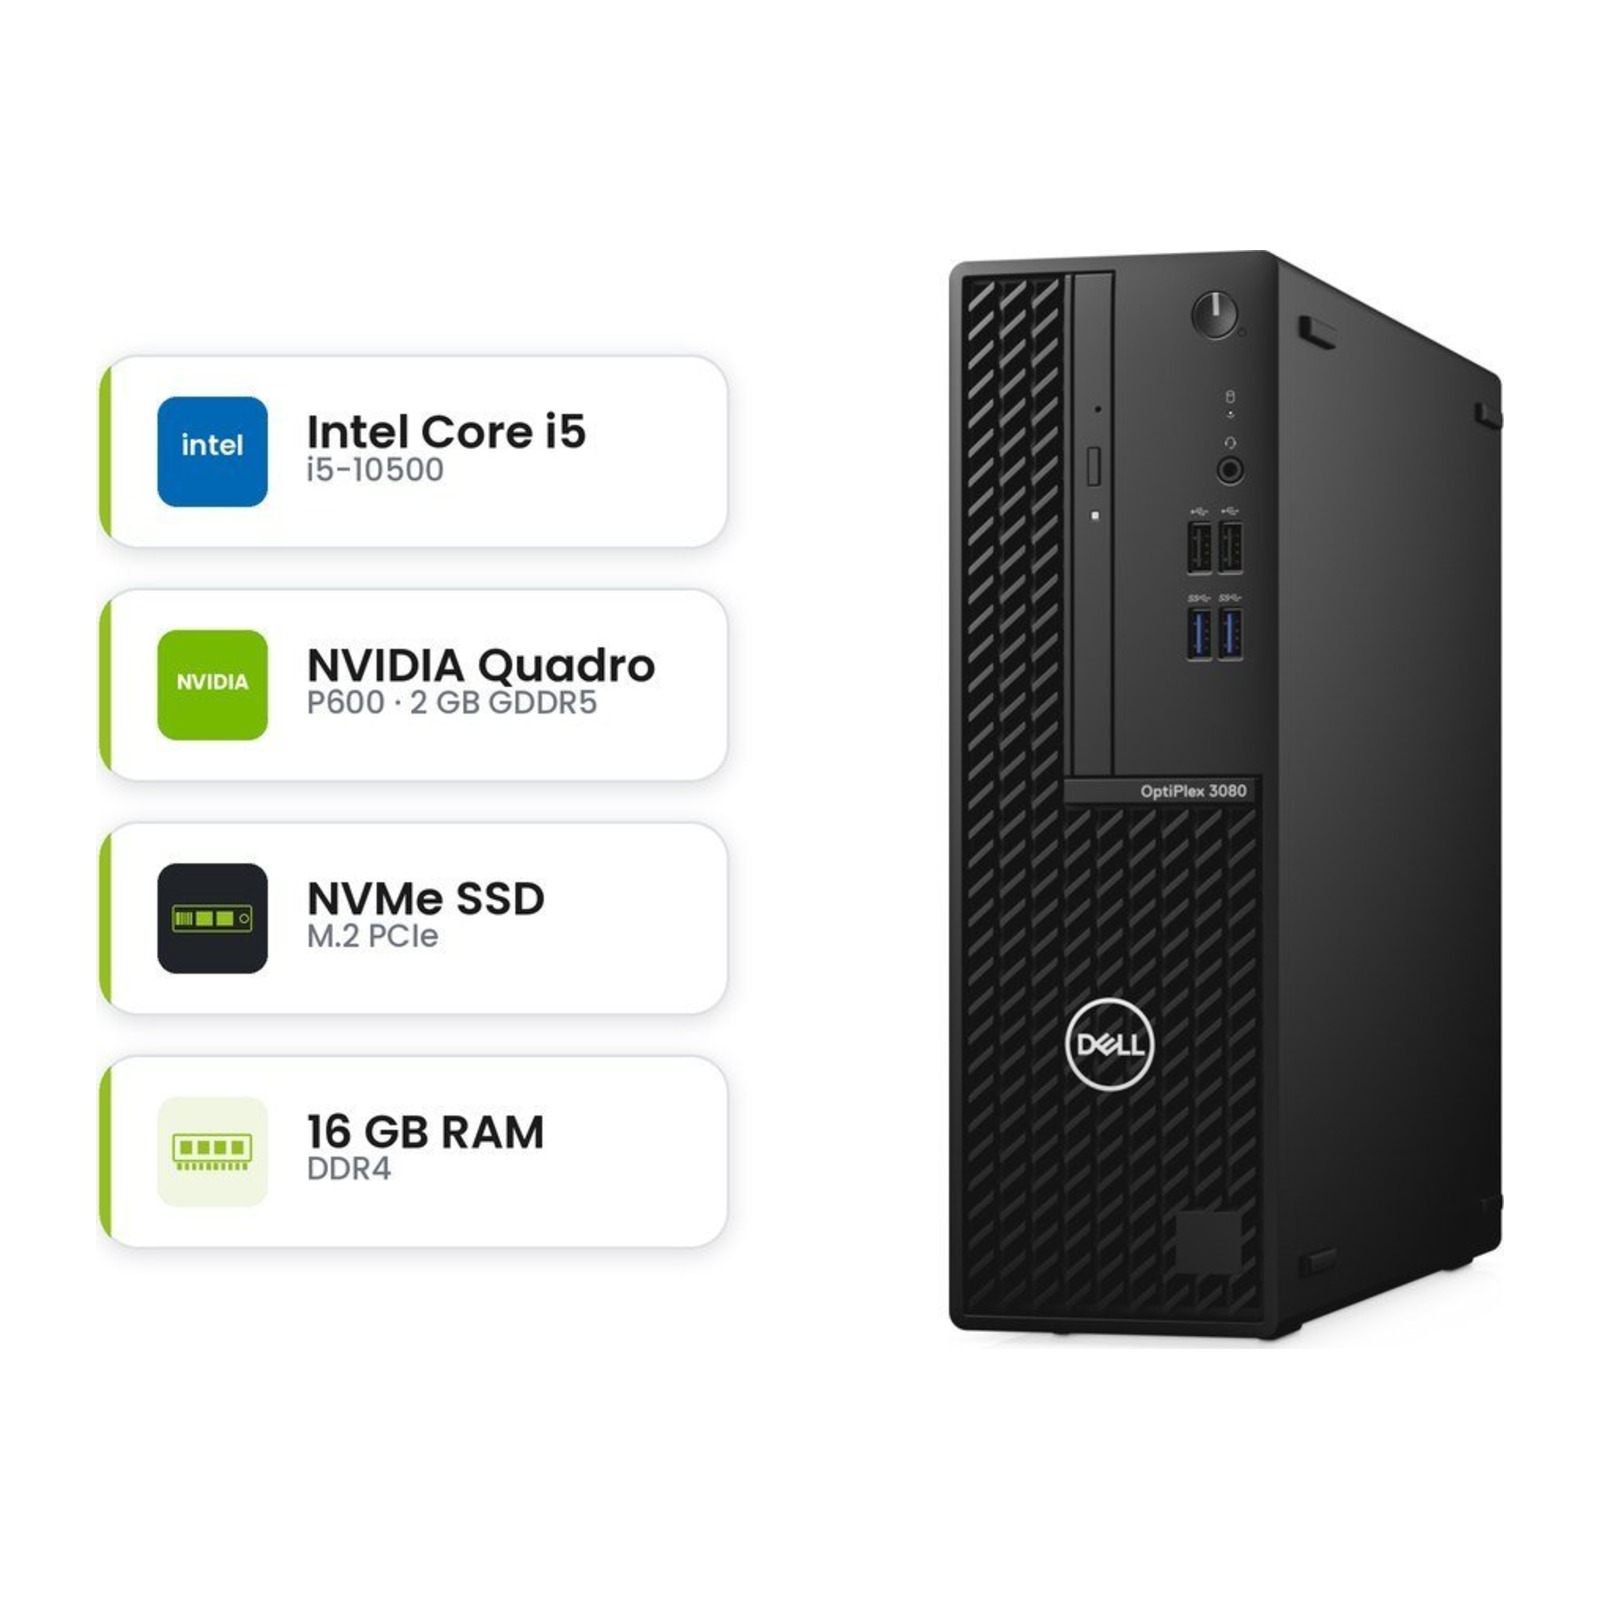 intel
Intel Core i5
i5-10500
NVIDIA
NVIDIA Quadro
P600 · 2 GB GDDR5
NVMe SSD
M.2 PCIe
16 GB RAM
DDR4
OptiPlex 3080
DELL